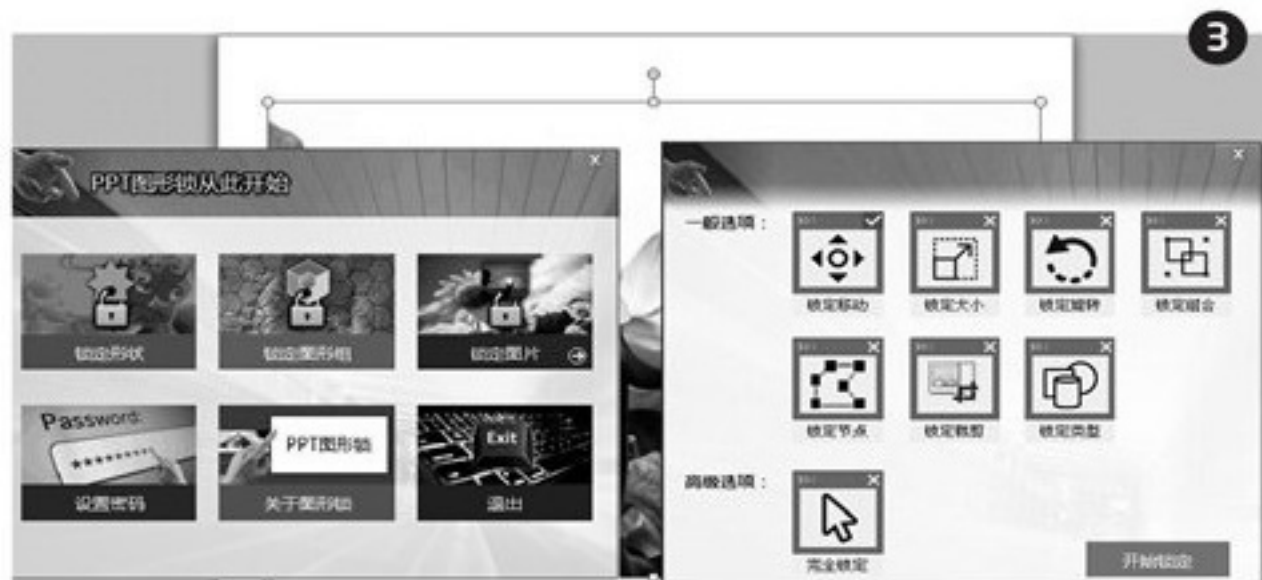 3
PPT图形锁从此开始
锁定形状
锁定图形组
锁定图片
Password:
********
PPT图形锁
Exit
设置密码
关于图形锁
退出
一般选项：
锁定移动
锁定大小
锁定旋转
锁定组合
锁定节点
锁定裁剪
锁定类型
高级选项：
完全锁定
开始锁定